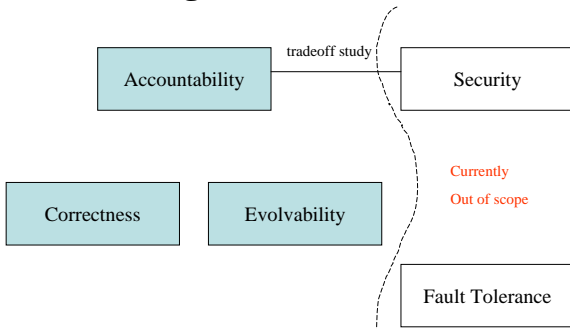 tradeoff study
Accountability
Security
Currently
Out of scope
Correctness
Evolvability
Fault Tolerance